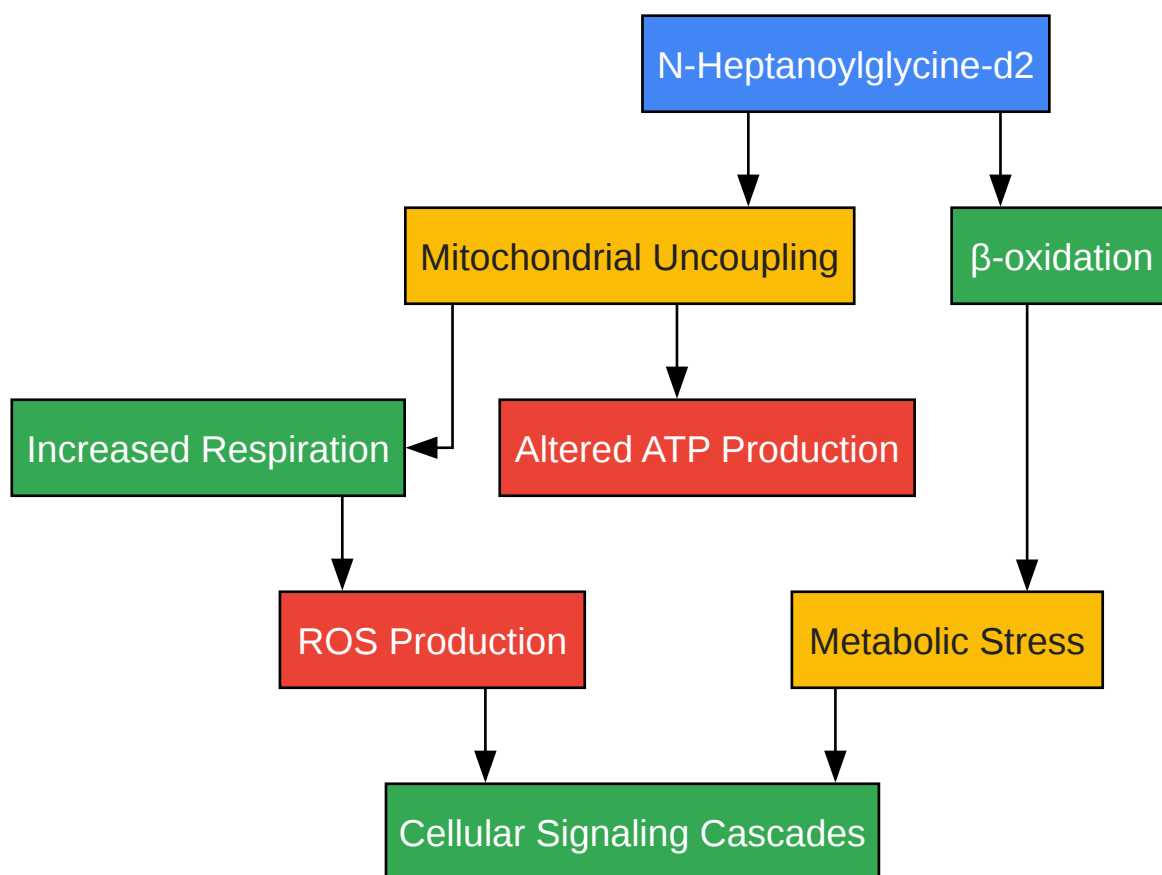 N-Heptanoylglycine-d2
Mitochondrial Uncoupling
β-oxidation
Increased Respiration
Altered ATP Production
ROS Production
Metabolic Stress
Cellular Signaling Cascades